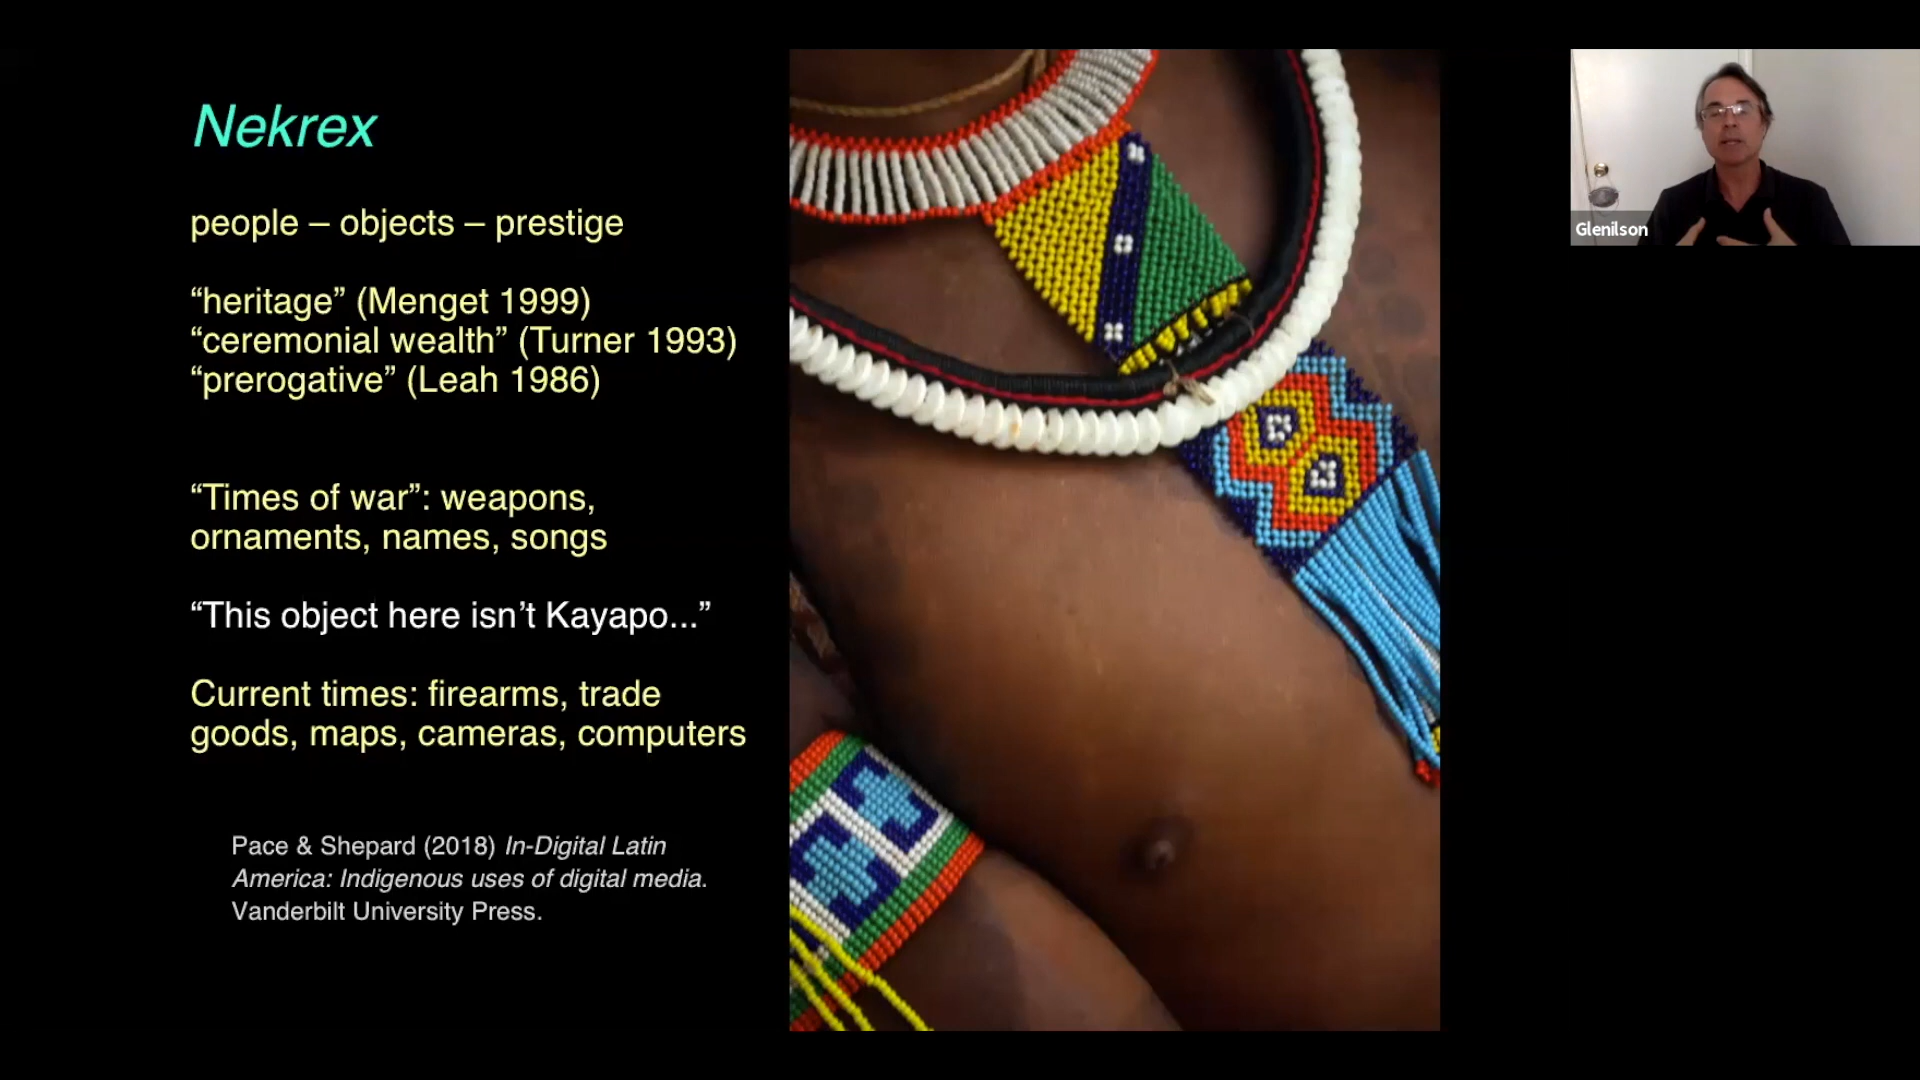 Nekrex
people – objects – prestige
“heritage” (Menget 1999)
“ceremonial wealth” (Turner 1993)
“prerogative” (Leah 1986)
“Times of war”: weapons,
ornaments, names, songs
“This object here isn’t Kayapo...”
Current times: firearms, trade
goods, maps, cameras, computers
Pace & Shepard (2018) In-Digital Latin
America: Indigenous uses of digital media.
Vanderbilt University Press.
Glenilson